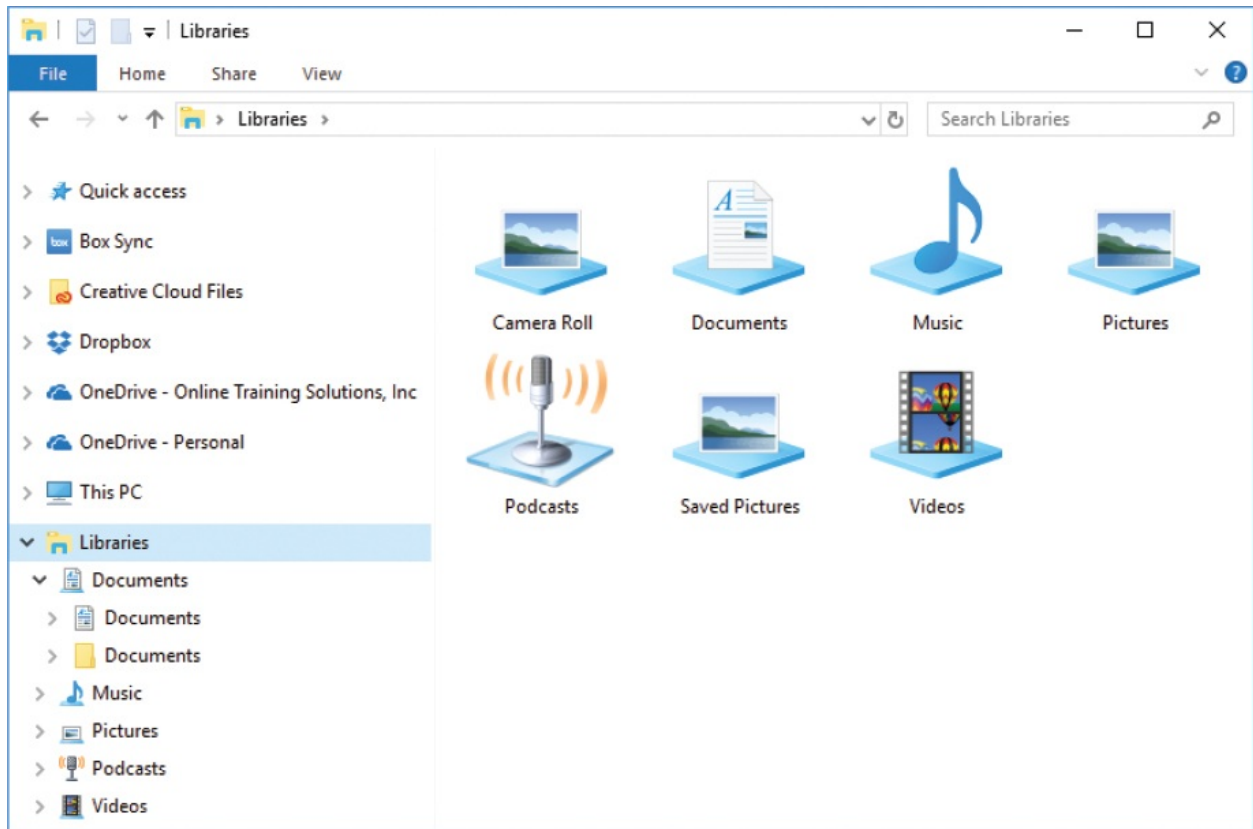 Libraries
File Home Share View
Libraries
Search Libraries
Quick access
box Box Sync
Creative Cloud Files
Dropbox
OneDrive - Online Training Solutions, Inc
OneDrive - Personal
This PC
Libraries
Documents
Documents
Documents
Music
Pictures
Podcasts
Videos
Camera Roll Documents Music Pictures
Podcasts Saved Pictures Videos